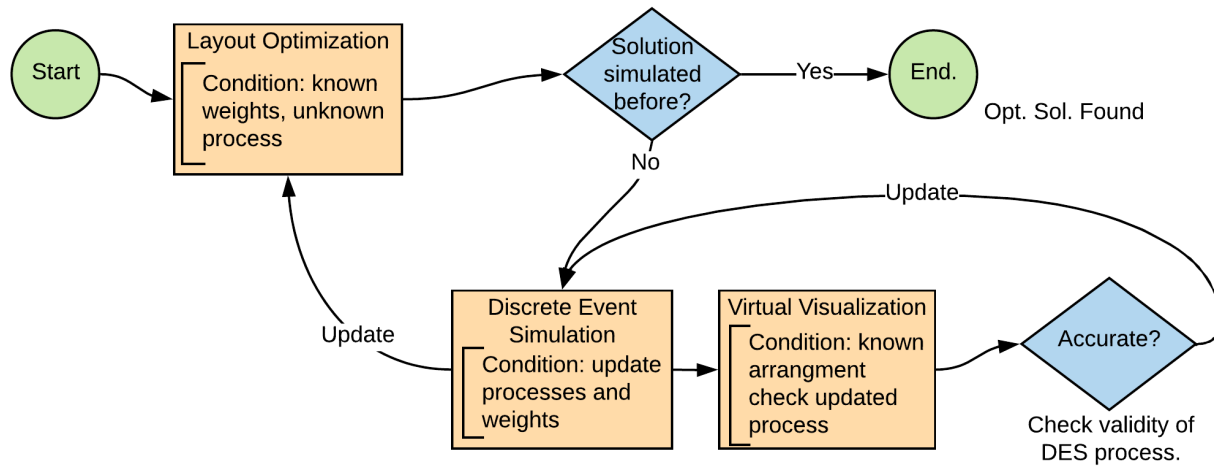 Start
Layout Optimization
Condition: known
weights, unknown
process
Solution
simulated
before?
Yes
End.
Opt. Sol. Found
No
Update
Update
Discrete Event
Simulation
Condition: update
processes and
weights
Virtual Visualization
Condition: known
arrangment
check updated
process
Accurate?
Check validity of
DES process.